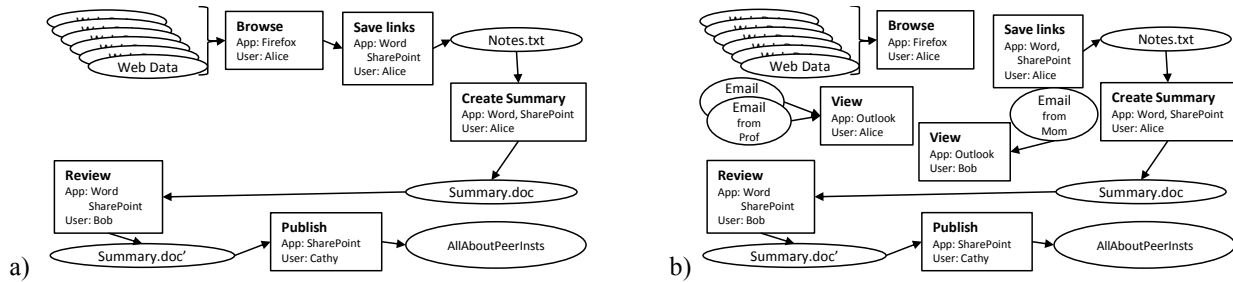 Web Data
Browse
App: Firefox
User: Alice
Save links
App: Word
SharePoint
User: Alice
Notes.txt
Create Summary
App: Word, SharePoint
User: Alice
Review
App: Word
SharePoint
User: Bob
Summary.doc
Publish
App: SharePoint
User: Cathy
Summary.doc’
AllAboutPeerInsts
a)
Web Data
Browse
App: Firefox
User: Alice
Save links
App: Word,
SharePoint
User: Alice
Notes.txt
Email
Email
from
Prof
View
App: Outlook
User: Alice
Email
from
Mom
Create Summary
App: Word, SharePoint
User: Alice
View
App: Outlook
User: Bob
Review
App: Word
SharePoint
User: Bob
Summary.doc
Publish
App: SharePoint
User: Cathy
Summary.doc’
AllAboutPeerInsts
b)